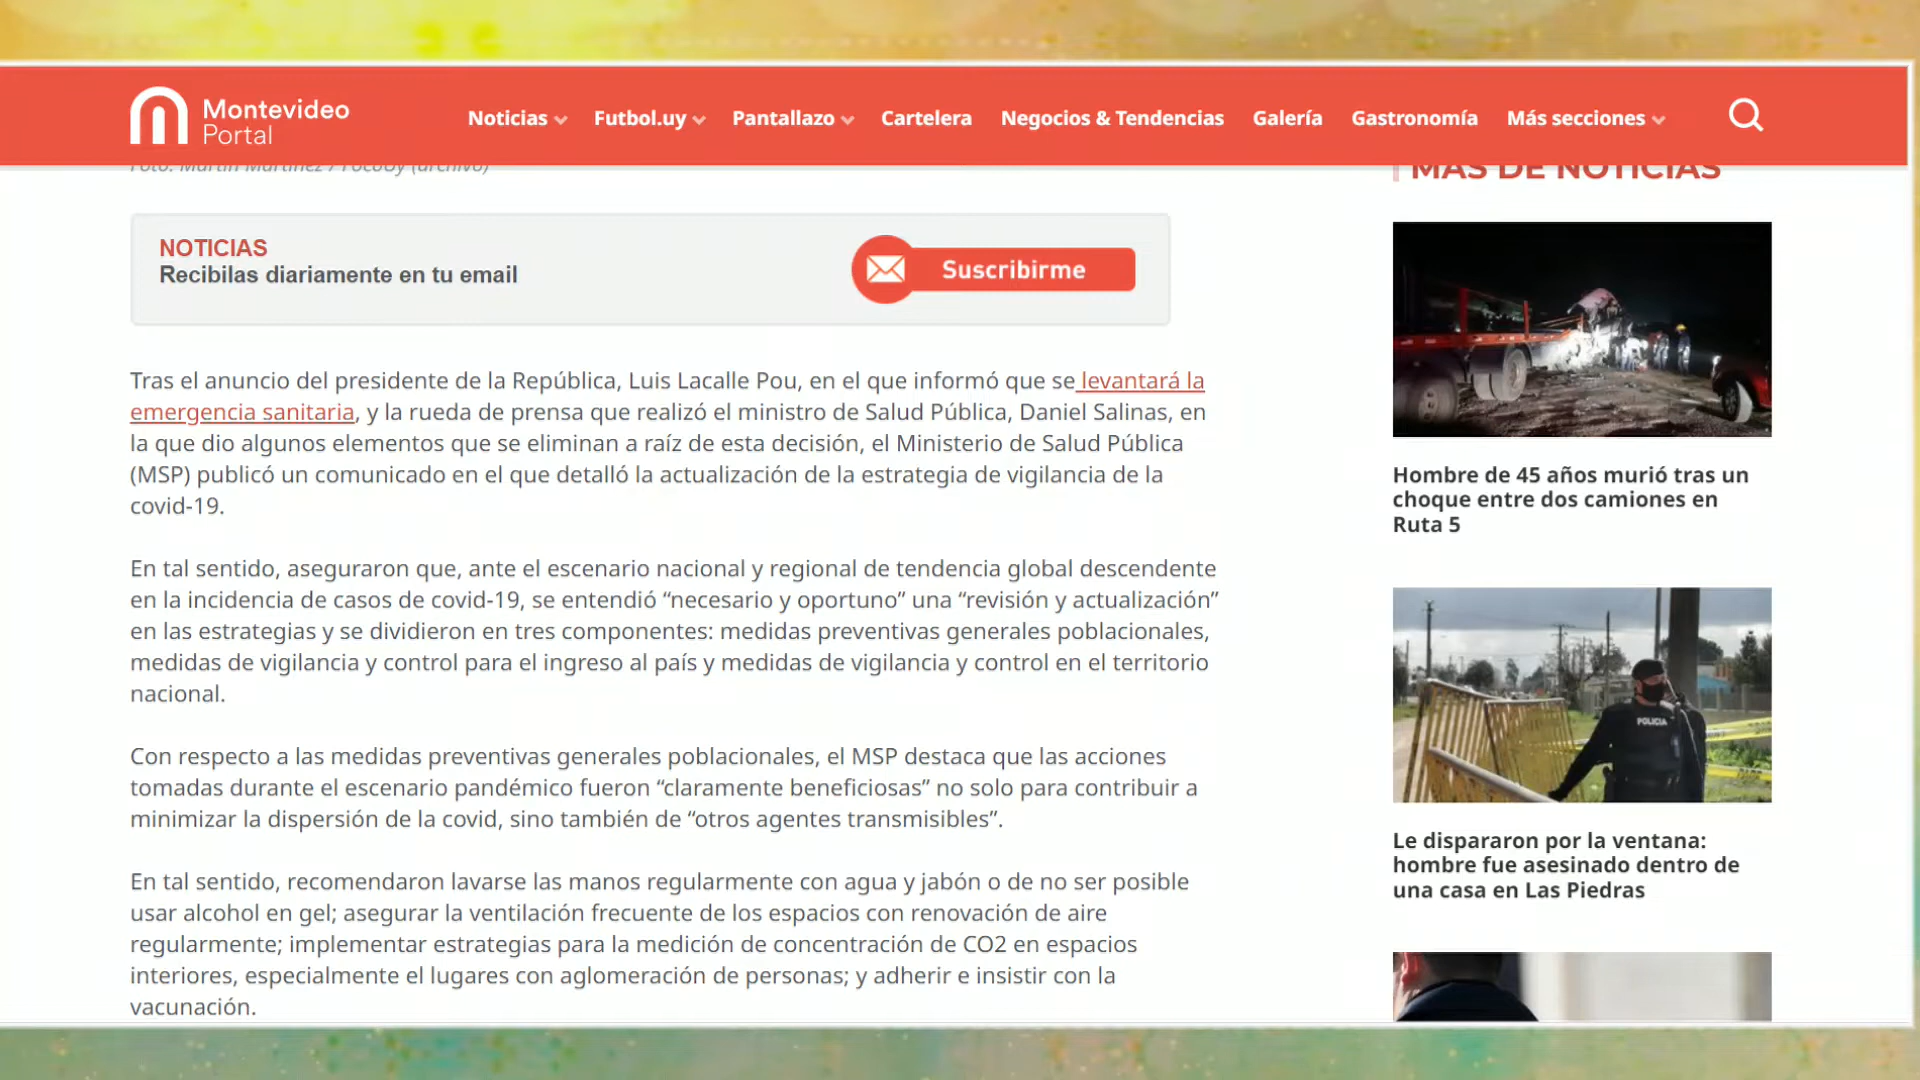 Montevideo
Portal
Noticias
Futbol.uy
Pantallazo
Cartelera
Negocios & Tendencias
Galería
Gastronomía
Más secciones
Foto: Martín Martínez / FocoUy (archivo)
NOTICIAS
Recibilas diariamente en tu email
Suscribirme
Tras el anuncio del presidente de la República, Luis Lacalle Pou, en el que informó que se levantará la
emergencia sanitaria, y la rueda de prensa que realizó el ministro de Salud Pública, Daniel Salinas, en
la que dio algunos elementos que se eliminan a raíz de esta decisión, el Ministerio de Salud Pública
(MSP) publicó un comunicado en el que detalló la actualización de la estrategia de vigilancia de la
covid-19.
En tal sentido, aseguraron que, ante el escenario nacional y regional de tendencia global descendente
en la incidencia de casos de covid-19, se entendió “necesario y oportuno” una “revisión y actualización”
en las estrategias y se dividieron en tres componentes: medidas preventivas generales poblacionales,
medidas de vigilancia y control para el ingreso al país y medidas de vigilancia y control en el territorio
nacional.
Con respecto a las medidas preventivas generales poblacionales, el MSP destaca que las acciones
tomadas durante el escenario pandémico fueron “claramente beneficiosas” no solo para contribuir a
minimizar la dispersión de la covid, sino también de “otros agentes transmisibles”.
En tal sentido, recomendaron lavarse las manos regularmente con agua y jabón o de no ser posible
usar alcohol en gel; asegurar la ventilación frecuente de los espacios con renovación de aire
regularmente; implementar estrategias para la medición de concentración de CO2 en espacios
interiores, especialmente el lugares con aglomeración de personas; y adherir e insistir con la
vacunación.
MÁS DE NOTICIAS
Hombre de 45 años murió tras un
choque entre dos camiones en
Ruta 5
POLICIA
Le dispararon por la ventana:
hombre fue asesinado dentro de
una casa en Las Piedras